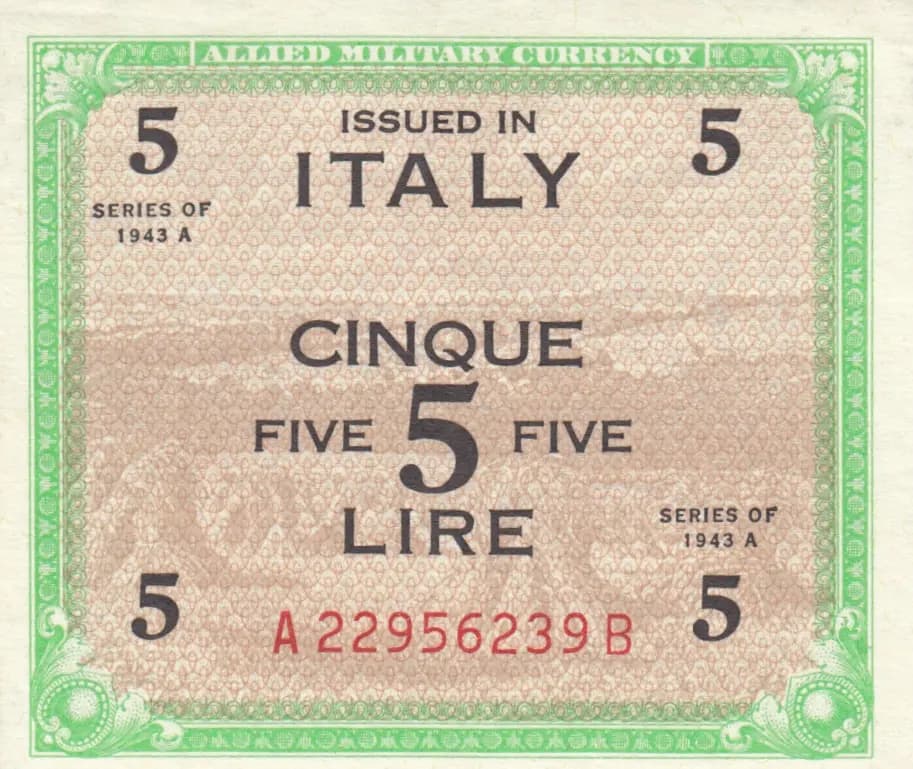 ALLIED MILITARY CURRENCY
5 ISSUED IN 5
ITALY
SERIES OF
1943 A
CINQUE
FIVE 5 FIVE
LIRE
SERIES OF
1943 A
5 5
A 22956239 B